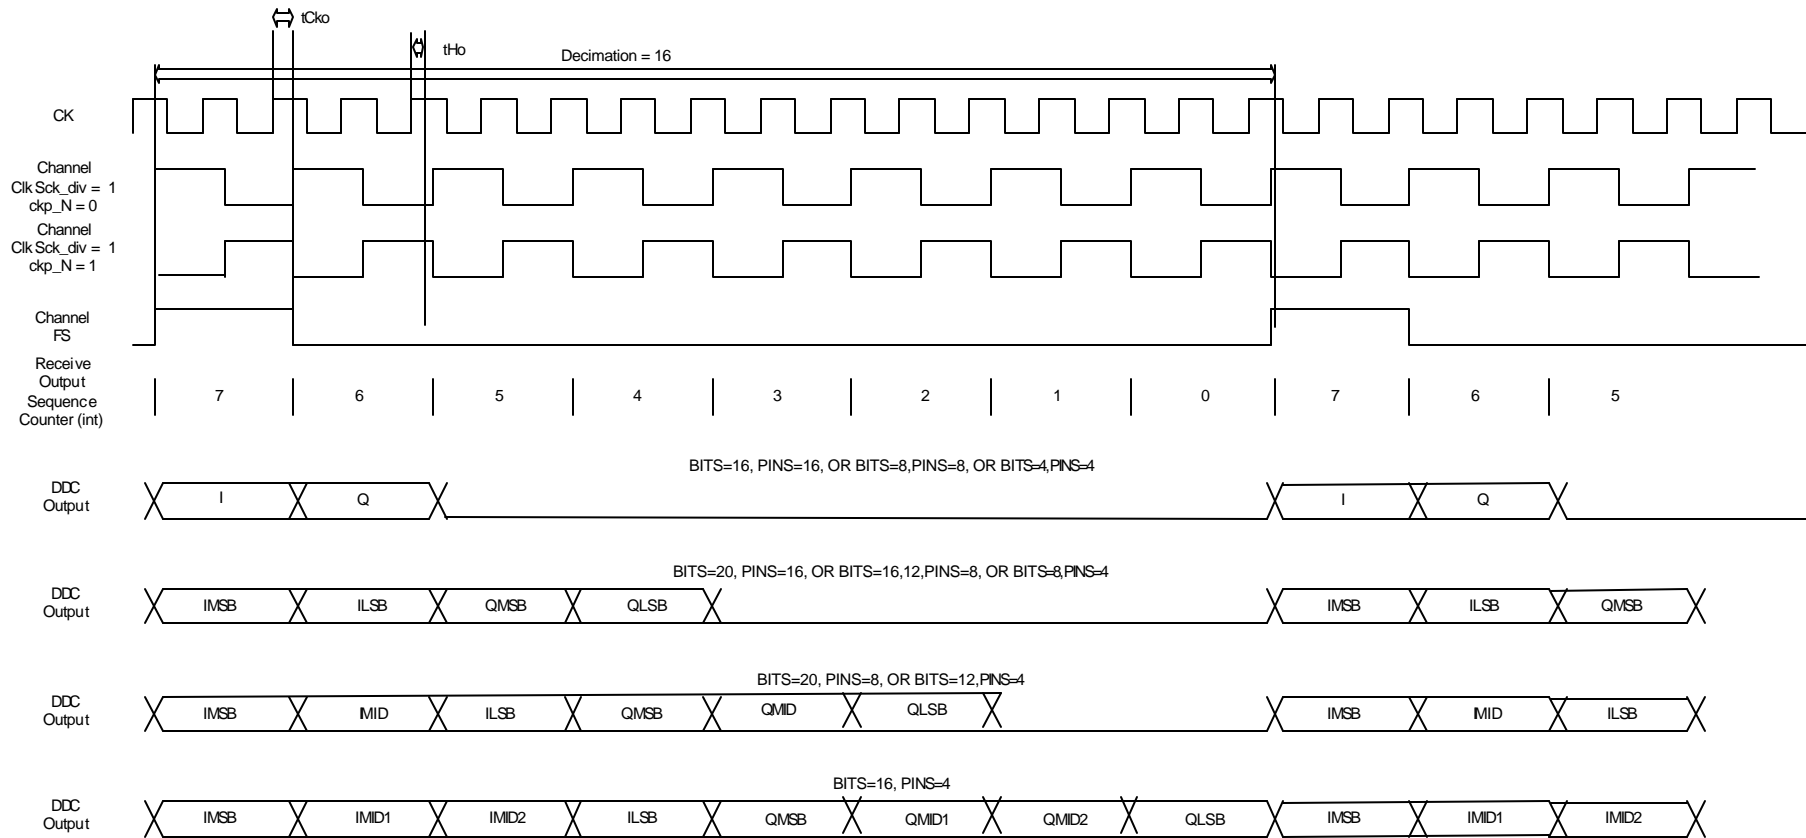 tCko
tHo
Decimation = 16
CK
Channel
Clk Sck_div = 1
ckp_N = 0
Channel
Clk Sck_div = 1
ckp_N = 1
Channel
FS
Receive
Output
Sequence
Counter (int)
7 6 5 4 3 2 1 0 7 6 5
BITS=16, PINS=16, OR BITS=8,PINS=8, OR BITS=4,PINS=4
DDC
Output
I Q I Q
BITS=20, PINS=16, OR BITS=16,12,PINS=8, OR BITS=8,PINS=4
DDC
Output
IMSB ILSB QMSB QLSB IMSB ILSB QMSB
BITS=20, PINS=8, OR BITS=12,PINS=4
DDC
Output
IMSB IMID ILSB QMSB QMID QLSB IMSB IMID ILSB
BITS=16, PINS=4
DDC
Output
IMSB IMID1 IMID2 ILSB QMSB QMID1 QMID2 QLSB IMSB IMID1 IMID2